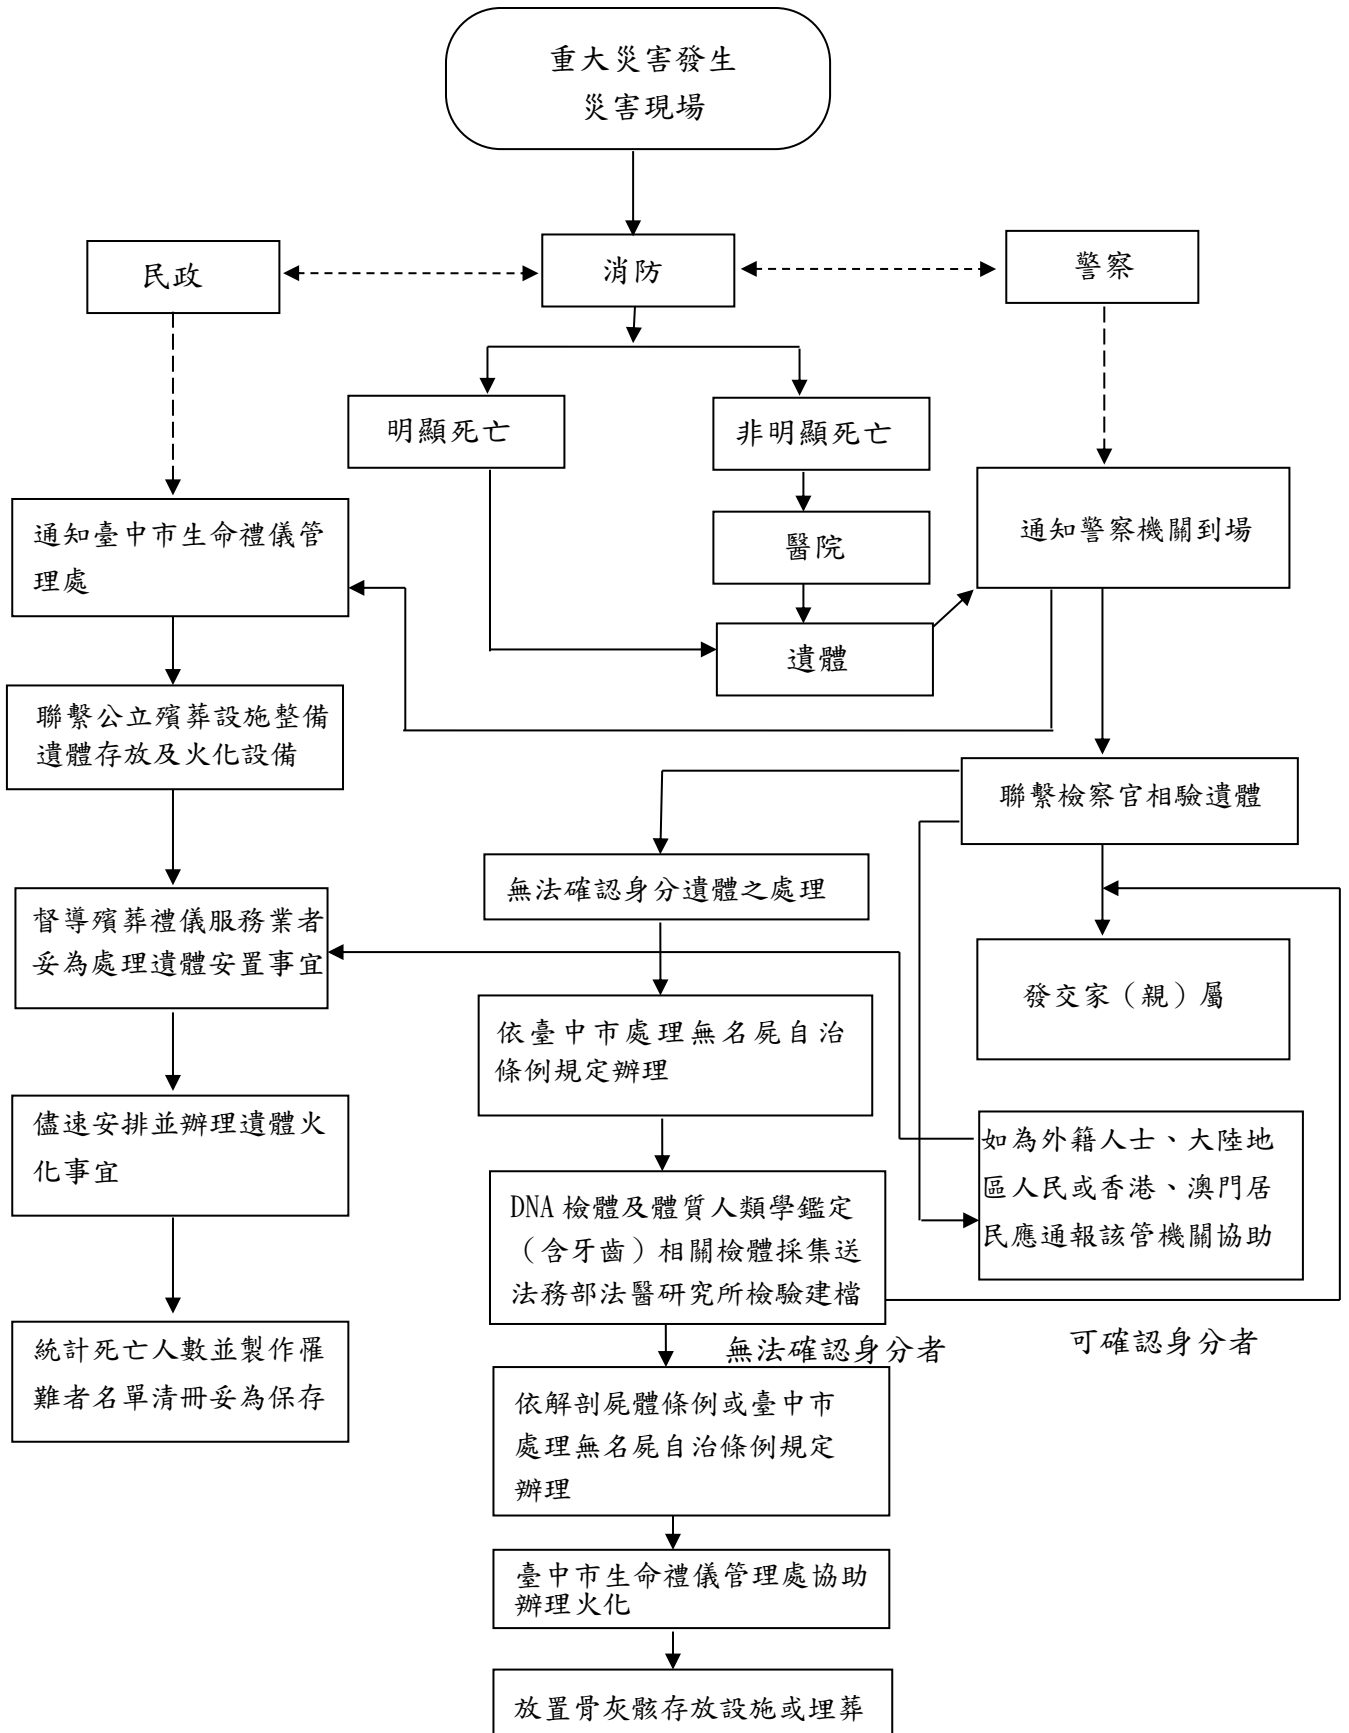 重大災害發生
災害現場
民政
消防
警察
明顯死亡
非明顯死亡
通知臺中市生命禮儀管
理處
醫院
通知警察機關到場
遺體
聯繫公立殯葬設施整備
遺體存放及火化設備
聯繫檢察官相驗遺體
無法確認身分遺體之處理
督導殯葬禮儀服務業者
妥為處理遺體安置事宜
發交家（親）屬
依臺中市處理無名屍自治
條例規定辦理
儘速安排並辦理遺體火
化事宜
如為外籍人士、大陸地
區人民或香港、澳門居
民應通報該管機關協助
DNA 檢體及體質人類學鑑定
（含牙齒）相關檢體採集送
法務部法醫研究所檢驗建檔
無法確認身分者
可確認身分者
統計死亡人數並製作罹
難者名單清冊妥為保存
依解剖屍體條例或臺中市
處理無名屍自治條例規定
辦理
臺中市生命禮儀管理處協助
辦理火化
放置骨灰骸存放設施或埋葬